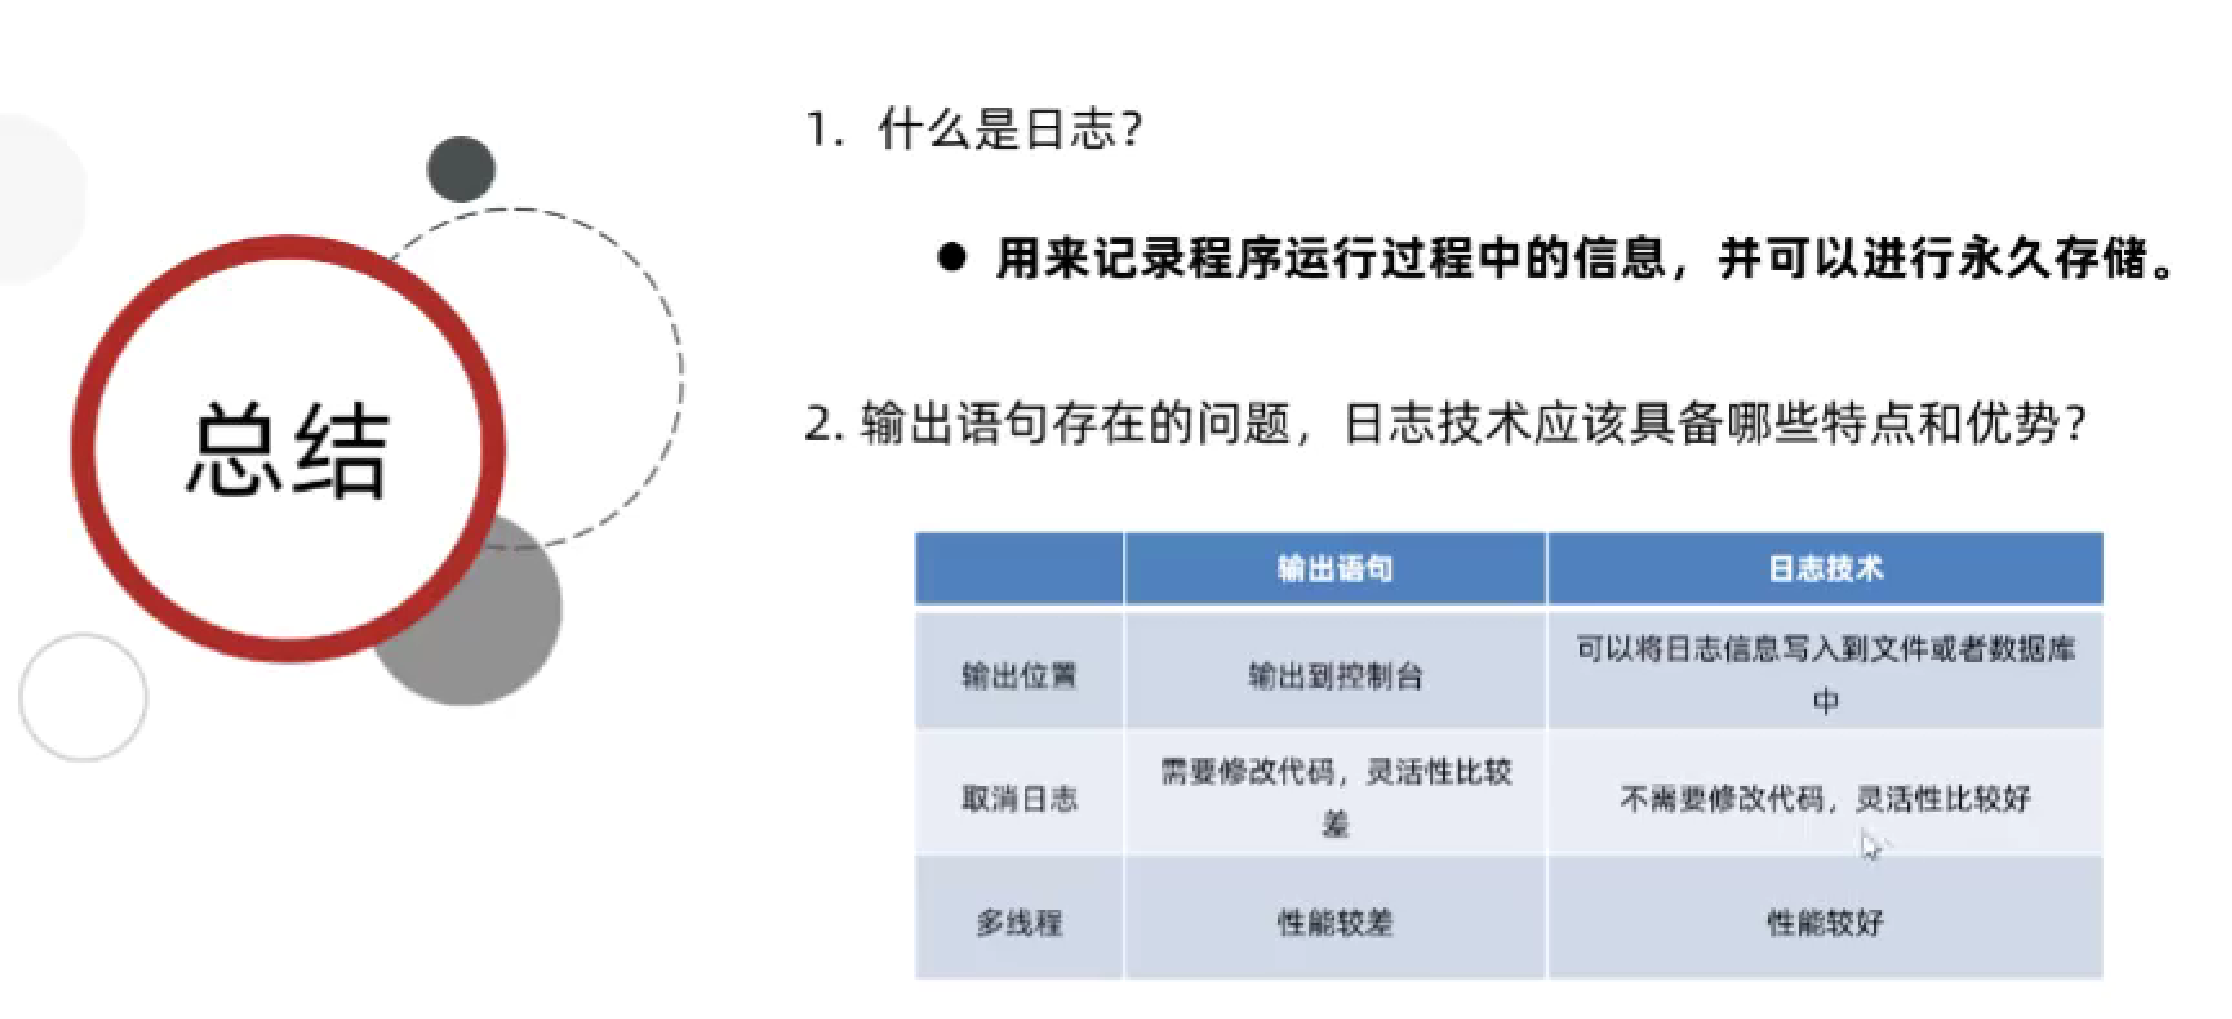 总结
1. 什么是日志？
● 用来记录程序运行过程中的信息，并可以进行永久存储。
2. 输出语句存在的问题，日志技术应该具备哪些特点和优势？
输出语句 日志技术
输出位置 输出到控制台 可以将日志信息写入到文件或者数据库
中
取消日志 需要修改代码，灵活性比较
差 不需要修改代码，灵活性比较好
多线程 性能较差 性能较好